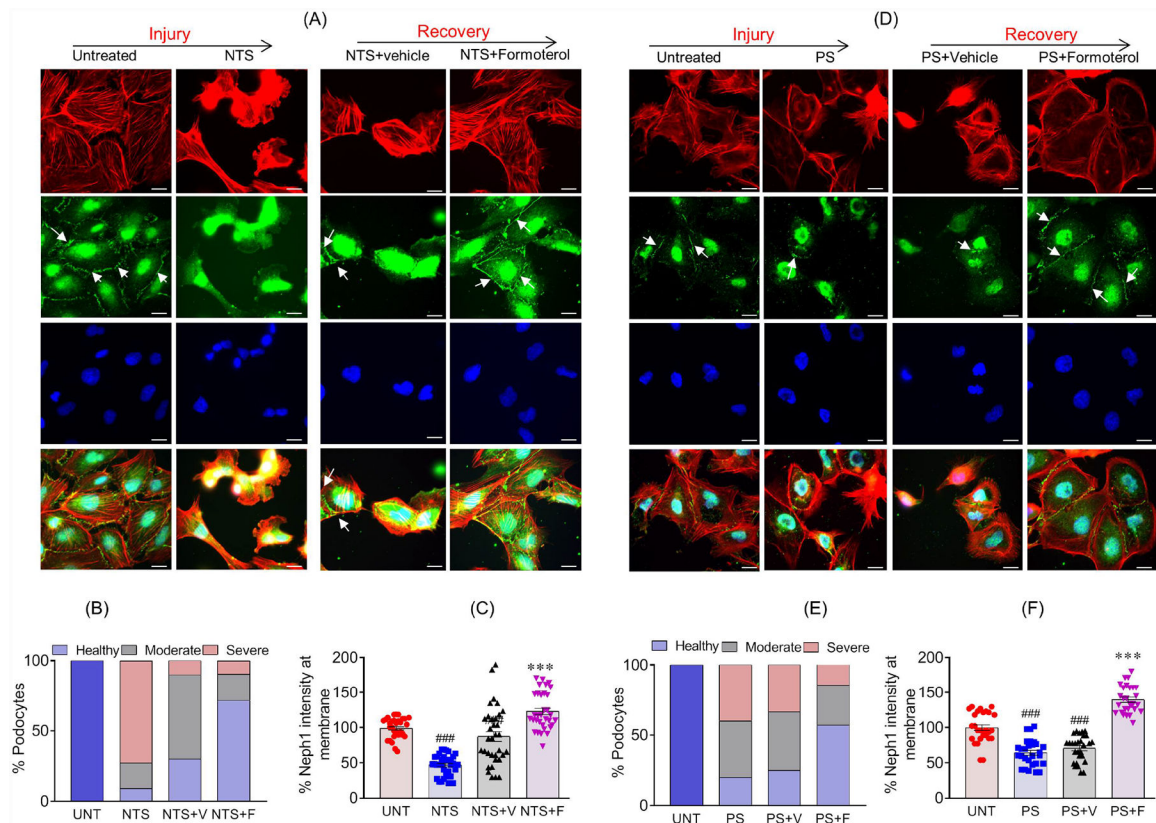 (A)
Injury
Recovery
Untreated
NTS
NTS+vehicle
NTS+Formoterol
(D)
Injury
Recovery
Untreated
PS
PS+Vehicle
PS+Formoterol
(B)
Healthy Moderate Severe
% Podocytes
100
50
0
UNT NTS NTS+V NTS+F
(C)
% Neph1 intensity at
membrane
200
150
100
50
0
###
***
UNT NTS NTS+V NTS+F
(E)
Healthy Moderate Severe
% Podocytes
100
50
0
UNT PS PS+V PS+F
(F)
% Neph1 intensity at
membrane
200
150
100
50
0
###
###
***
UNT PS PS+V PS+F